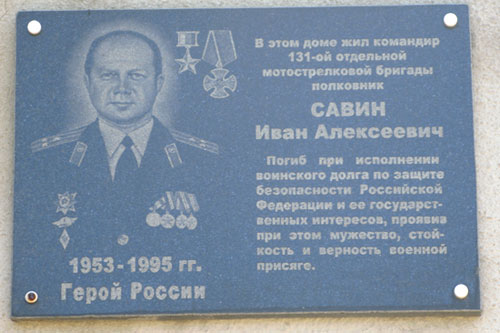 В этом доме жил командир
131-ой отдельной
мотострелковой бригады
полковник
САВИН
Иван Алексеевич
Погиб при исполнении
воинского долга по защите
безопасности Российской
Федерации и ее государст-
венных интересов, проявив
при этом мужество, стой-
кость и верность военной
присяге.
1953-1995 гг.
Герой России